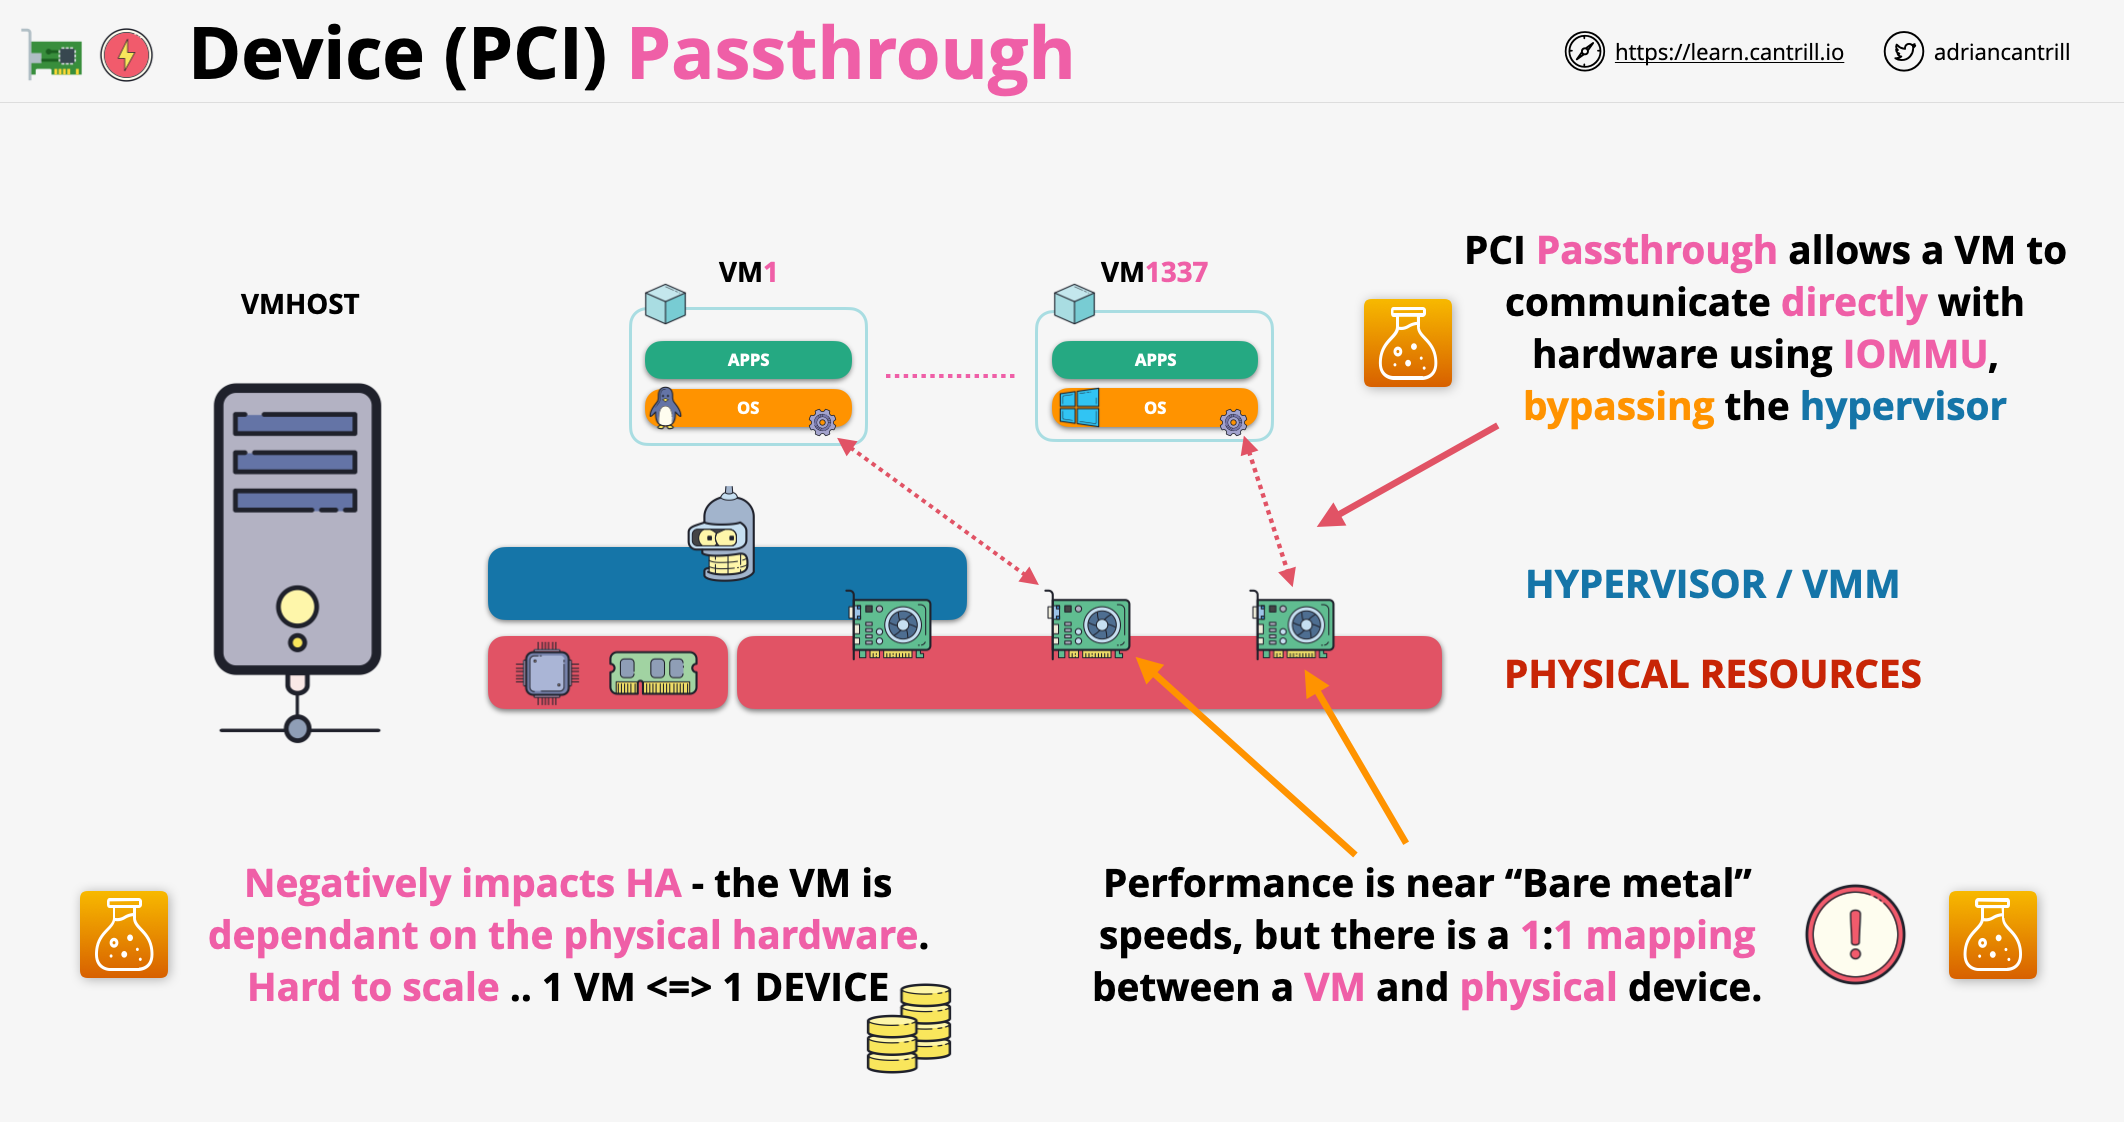 Device (PCI) Passthrough
https://learn.cantrill.io
adriancantrill
VMHOST
VM1
APPS
OS
VM1337
APPS
OS
PCI Passthrough allows a VM to
communicate directly with
hardware using IOMMU,
bypassing the hypervisor
HYPERVISOR / VMM
PHYSICAL RESOURCES
Negatively impacts HA - the VM is
dependant on the physical hardware.
Hard to scale .. 1 VM <=> 1 DEVICE
Performance is near “Bare metal”
speeds, but there is a 1:1 mapping
between a VM and physical device.